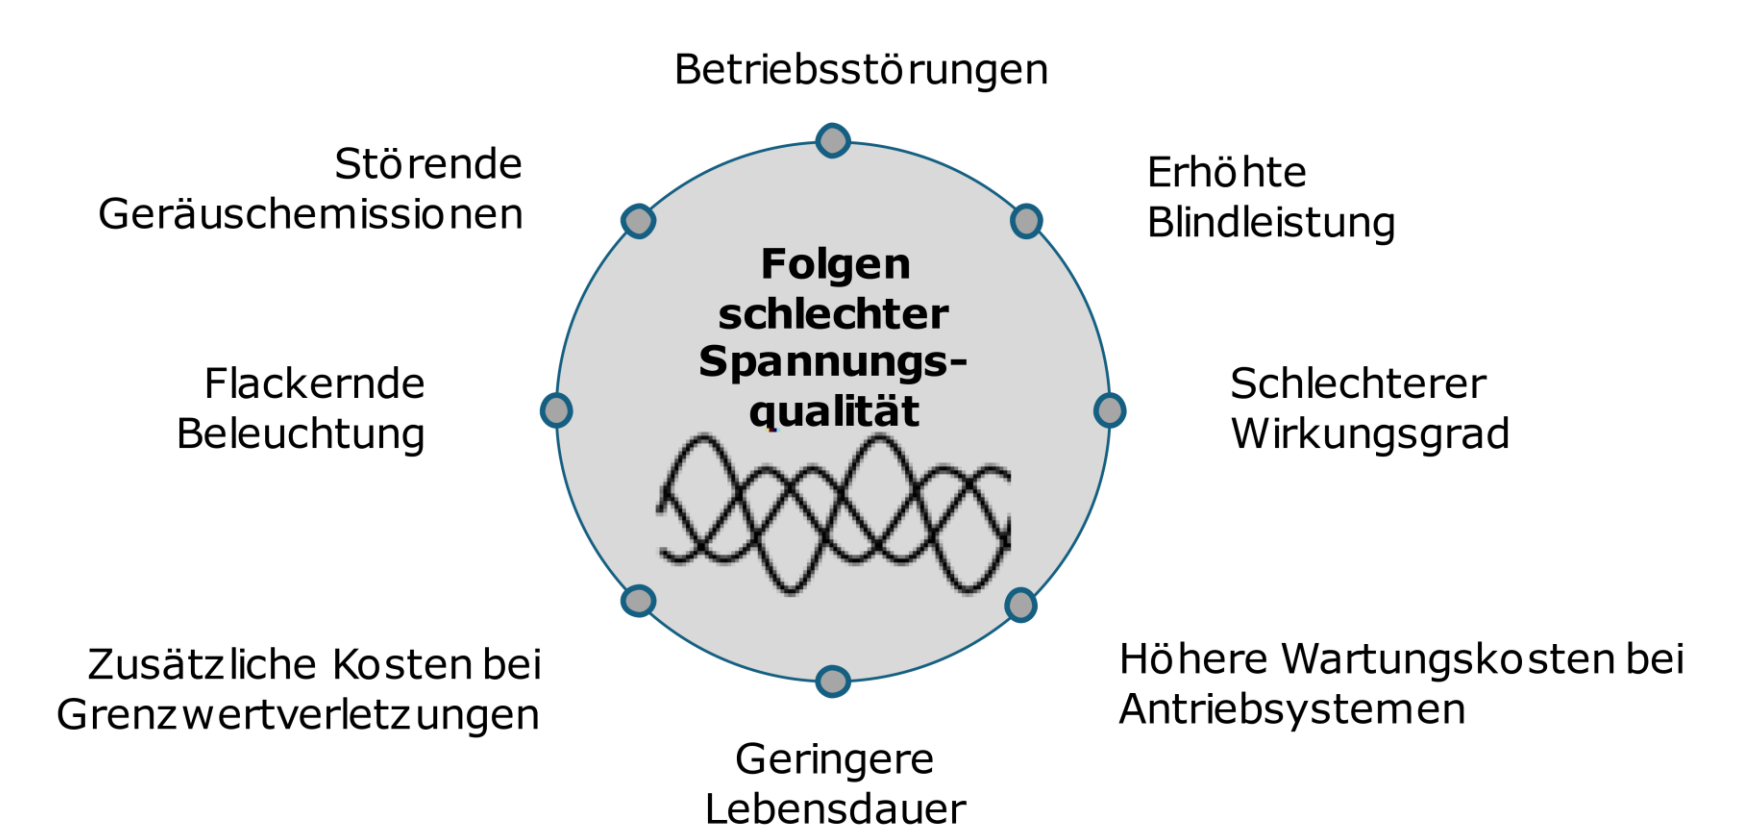 Betriebsstörungen
Störende
Geräuschemissionen
Erhöhte
Blindleistung
Folgen
schlechter
Spannungs-
qualität
Flackernde
Beleuchtung
Schlechterer
Wirkungsgrad
Zusätzliche Kosten bei
Grenzwertverletzungen
Höhere Wartungskosten bei
Antriebsystemen
Geringere
Lebensdauer